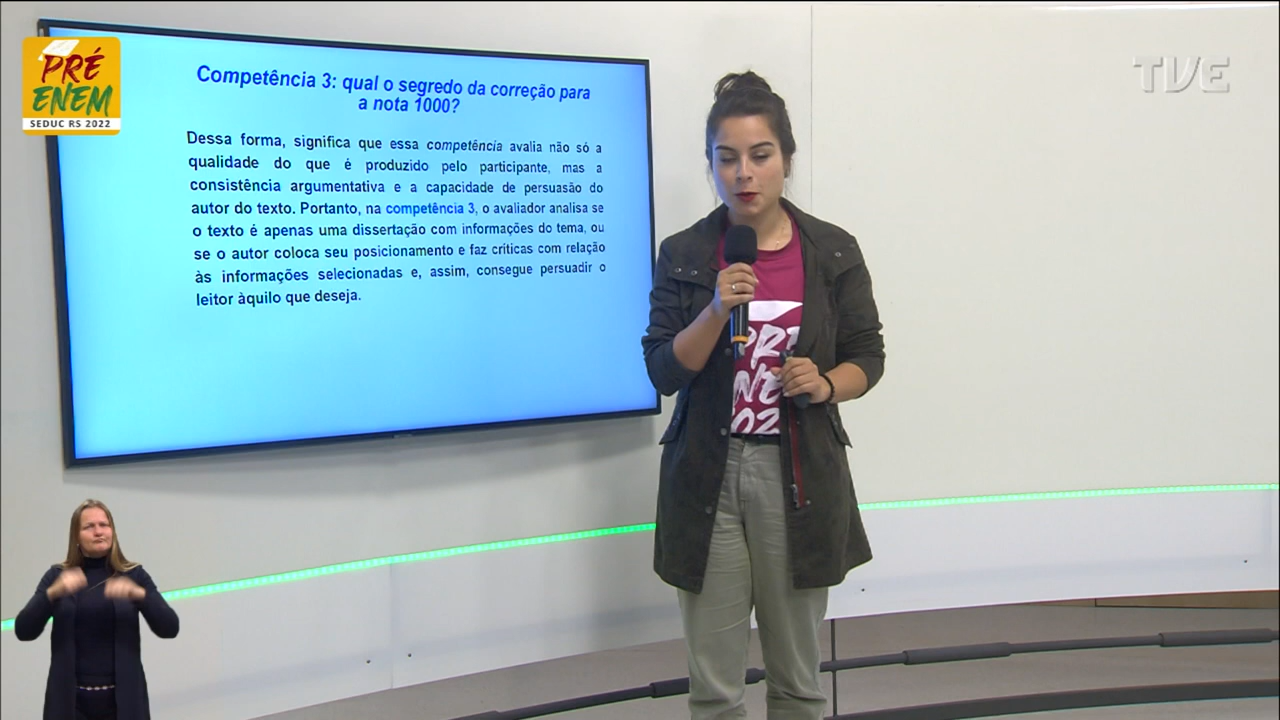 PRÉ
ENEM
SEDUC RS 2022
TVE
Competência 3: qual o segredo da correção para
a nota 1000?
Dessa forma, significa que essa competência avalia não só a
qualidade do que é produzido pelo participante, mas a
consistência argumentativa e a capacidade de persuasão do
autor do texto. Portanto, na competência 3, o avaliador analisa se
o texto é apenas uma dissertação com informações do tema, ou
se o autor coloca seu posicionamento e faz críticas com relação
às informações selecionadas e, assim, consegue persuadir o
leitor àquilo que deseja.